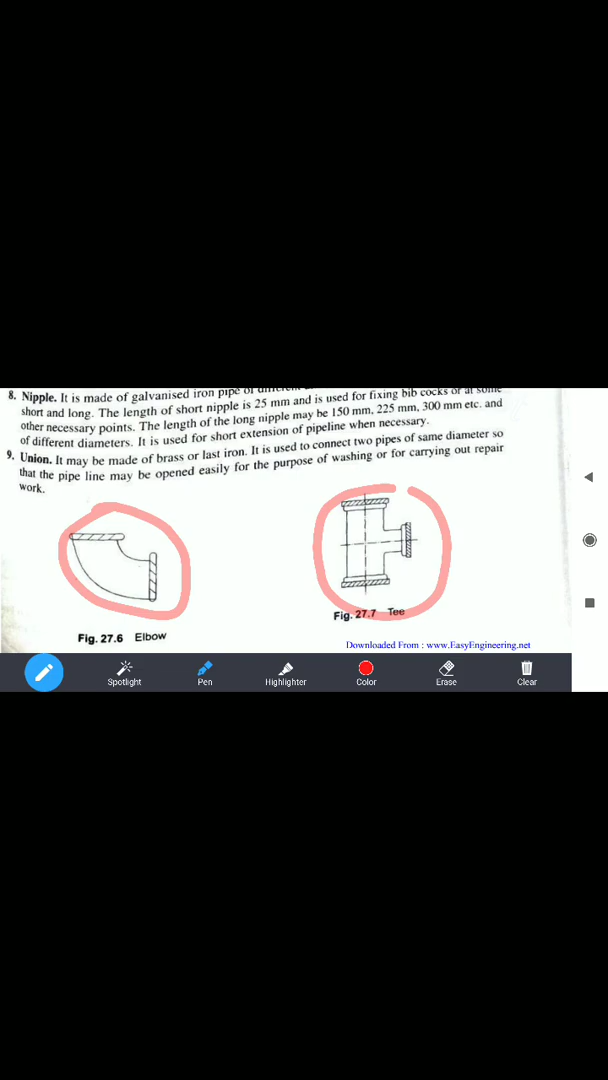 8. Nipple. It is made of galvanised iron pipe of
short and long. The length of short nipple is 25 mm and is used for fixing bib cocks or at some
other necessary points. The length of the long nipple may be 150 mm, 225 mm, 300 mm etc. and
of different diameters. It is used for short extension of pipeline when necessary.
9. Union. It may be made of brass or last iron. It is used to connect two pipes of same diameter so
that the pipe line may be opened easily for the purpose of washing or for carrying out repair
work.
Fig. 27.6 Elbow
Fig. 27.7 Tee
Downloaded From : www.EasyEngineering.net
Spotlight Pen Highlighter Color Erase Clear